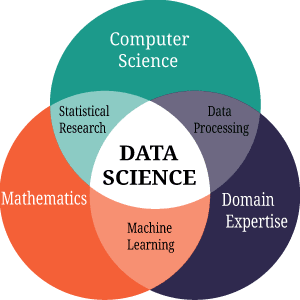 Computer
Science
Statistical
Research
Data
Processing
DATA
SCIENCE
Mathematics
Domain
Expertise
Machine
Learning